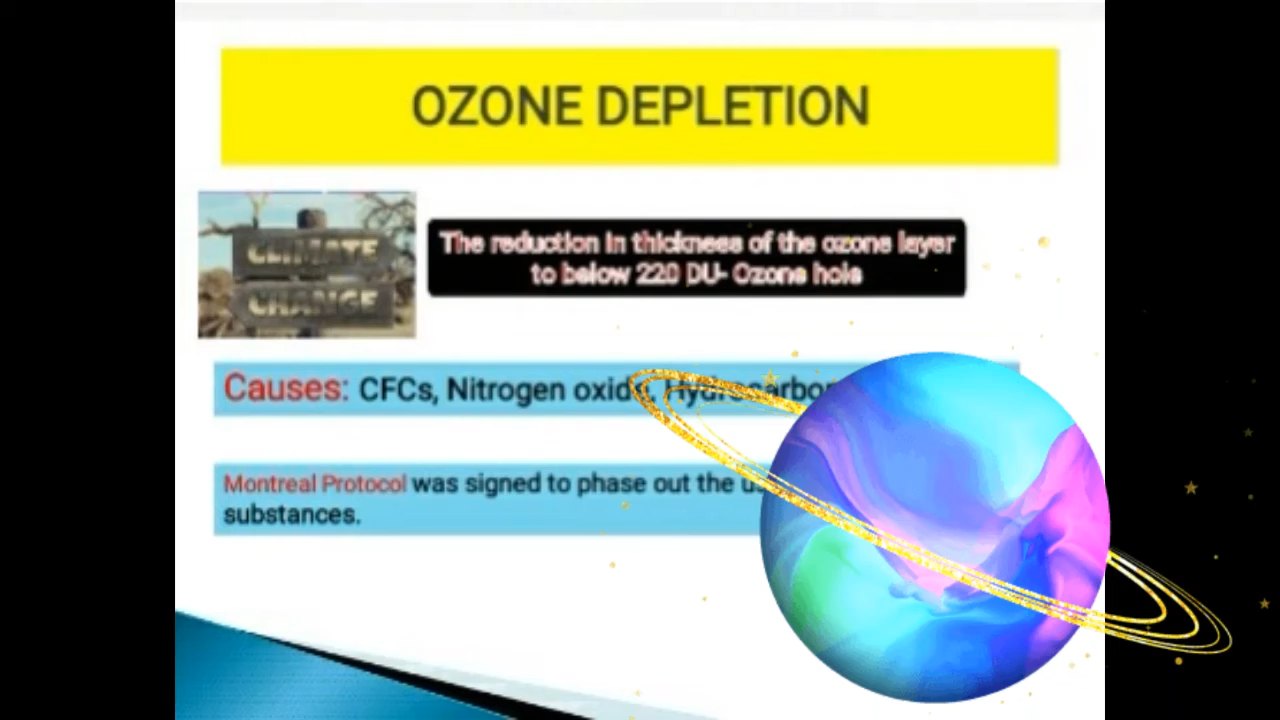 OZONE DEPLETION
CLIMATE
CHANGE
The reduction in thickness of the ozone layer
to below 220 DU- Ozone hole
Causes: CFCs, Nitrogen oxide, Hydrocarbon
Montreal Protocol was signed to phase out the
substances.